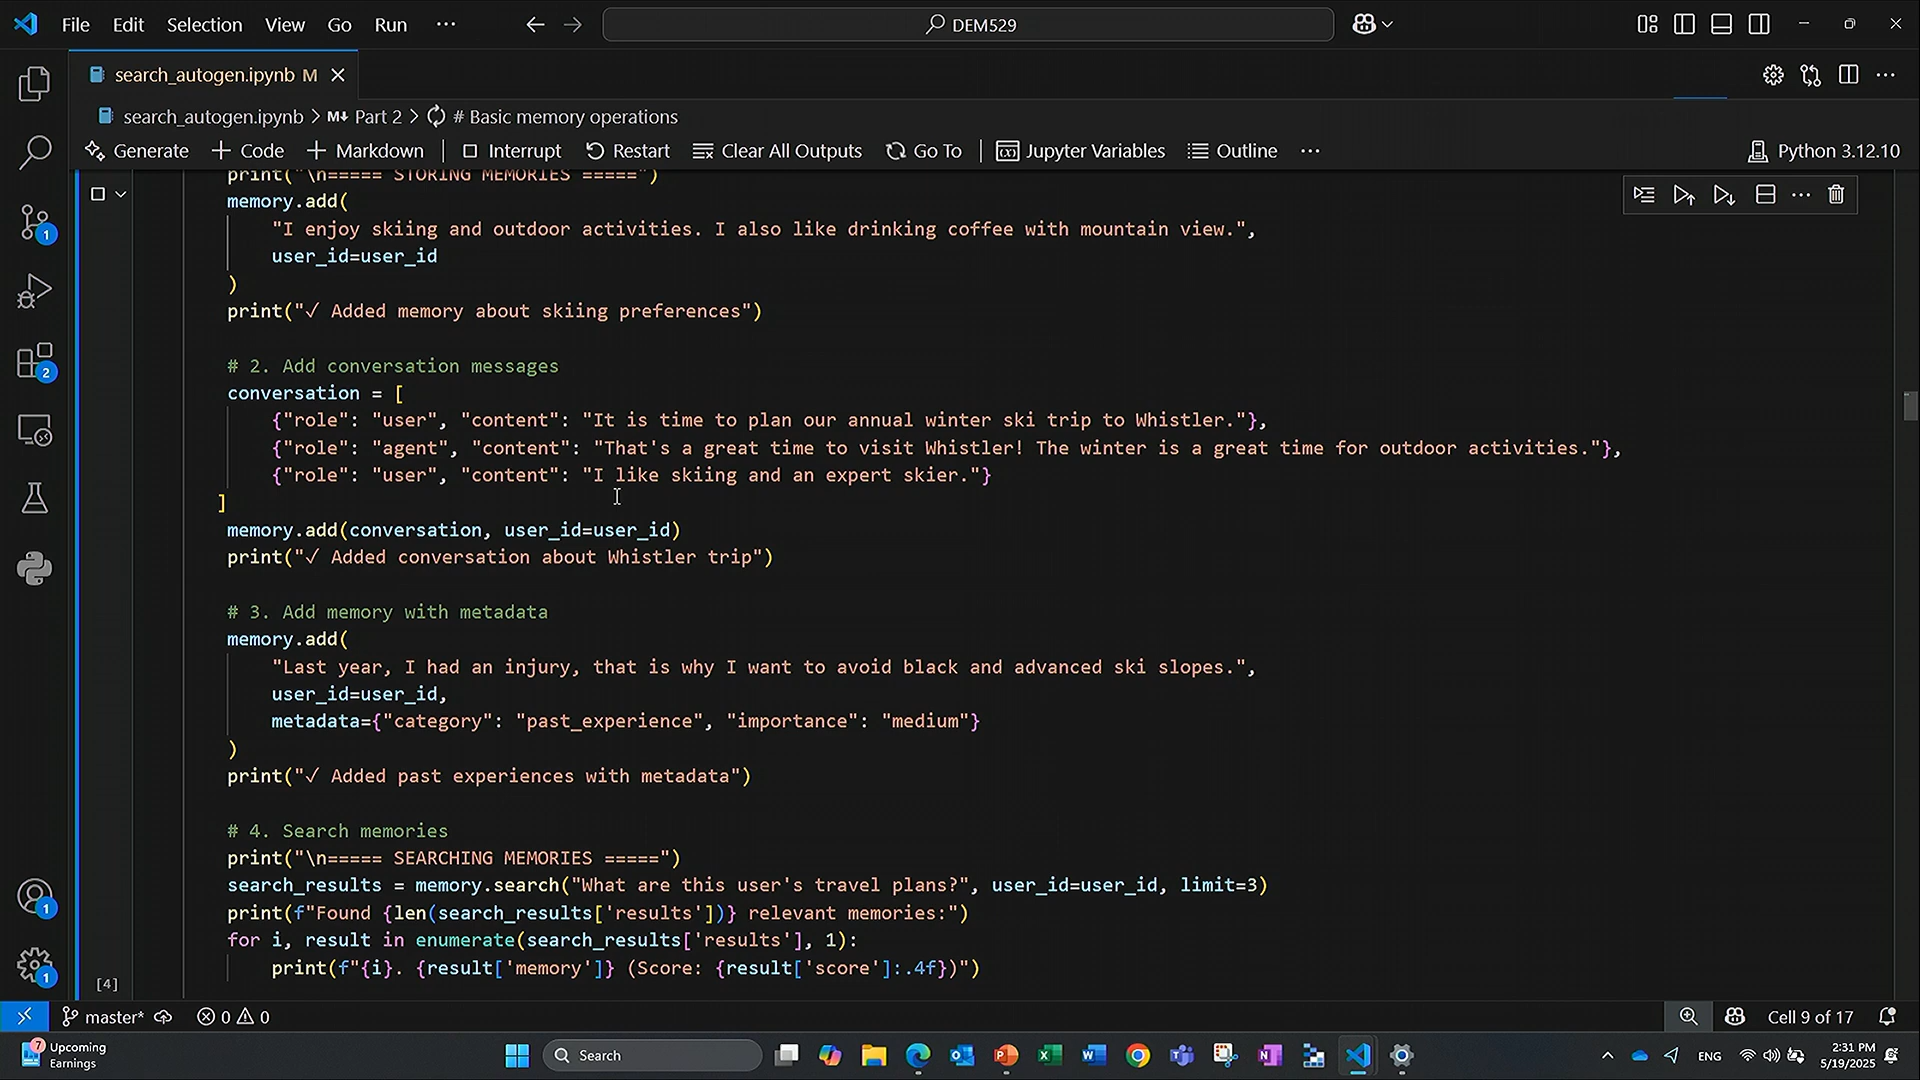 File Edit Selection View Go Run ··· DEM529
search_autogen.ipynb M
search_autogen.ipynb > M↓ Part 2 > # Basic memory operations
Generate + Code + Markdown | Interrupt Restart Clear All Outputs Go To | Jupyter Variables Outline ··· Python 3.12.10
print("\n===== STORING MEMORIES =====")
memory.add(
"I enjoy skiing and outdoor activities. I also like drinking coffee with mountain view.",
user_id=user_id
)
print("✓ Added memory about skiing preferences")
# 2. Add conversation messages
conversation = [
{"role": "user", "content": "It is time to plan our annual winter ski trip to Whistler."},
{"role": "agent", "content": "That's a great time to visit Whistler! The winter is a great time for outdoor activities."},
{"role": "user", "content": "I like skiing and an expert skier."}
]
memory.add(conversation, user_id=user_id)
print("✓ Added conversation about Whistler trip")
# 3. Add memory with metadata
memory.add(
"Last year, I had an injury, that is why I want to avoid black and advanced ski slopes.",
user_id=user_id,
metadata={"category": "past_experience", "importance": "medium"}
)
print("✓ Added past experiences with metadata")
# 4. Search memories
print("\n===== SEARCHING MEMORIES =====")
search_results = memory.search("What are this user's travel plans?", user_id=user_id, limit=3)
print(f"Found {len(search_results['results'])} relevant memories:")
for i, result in enumerate(search_results['results'], 1):
print(f"{i}. {result['memory']} (Score: {result['score']:.4f})")
[4]
1
2
1
1
master* 0 0 Cell 9 of 17
7 Upcoming
Earnings
Search
ENG
2:31 PM
5/19/2025